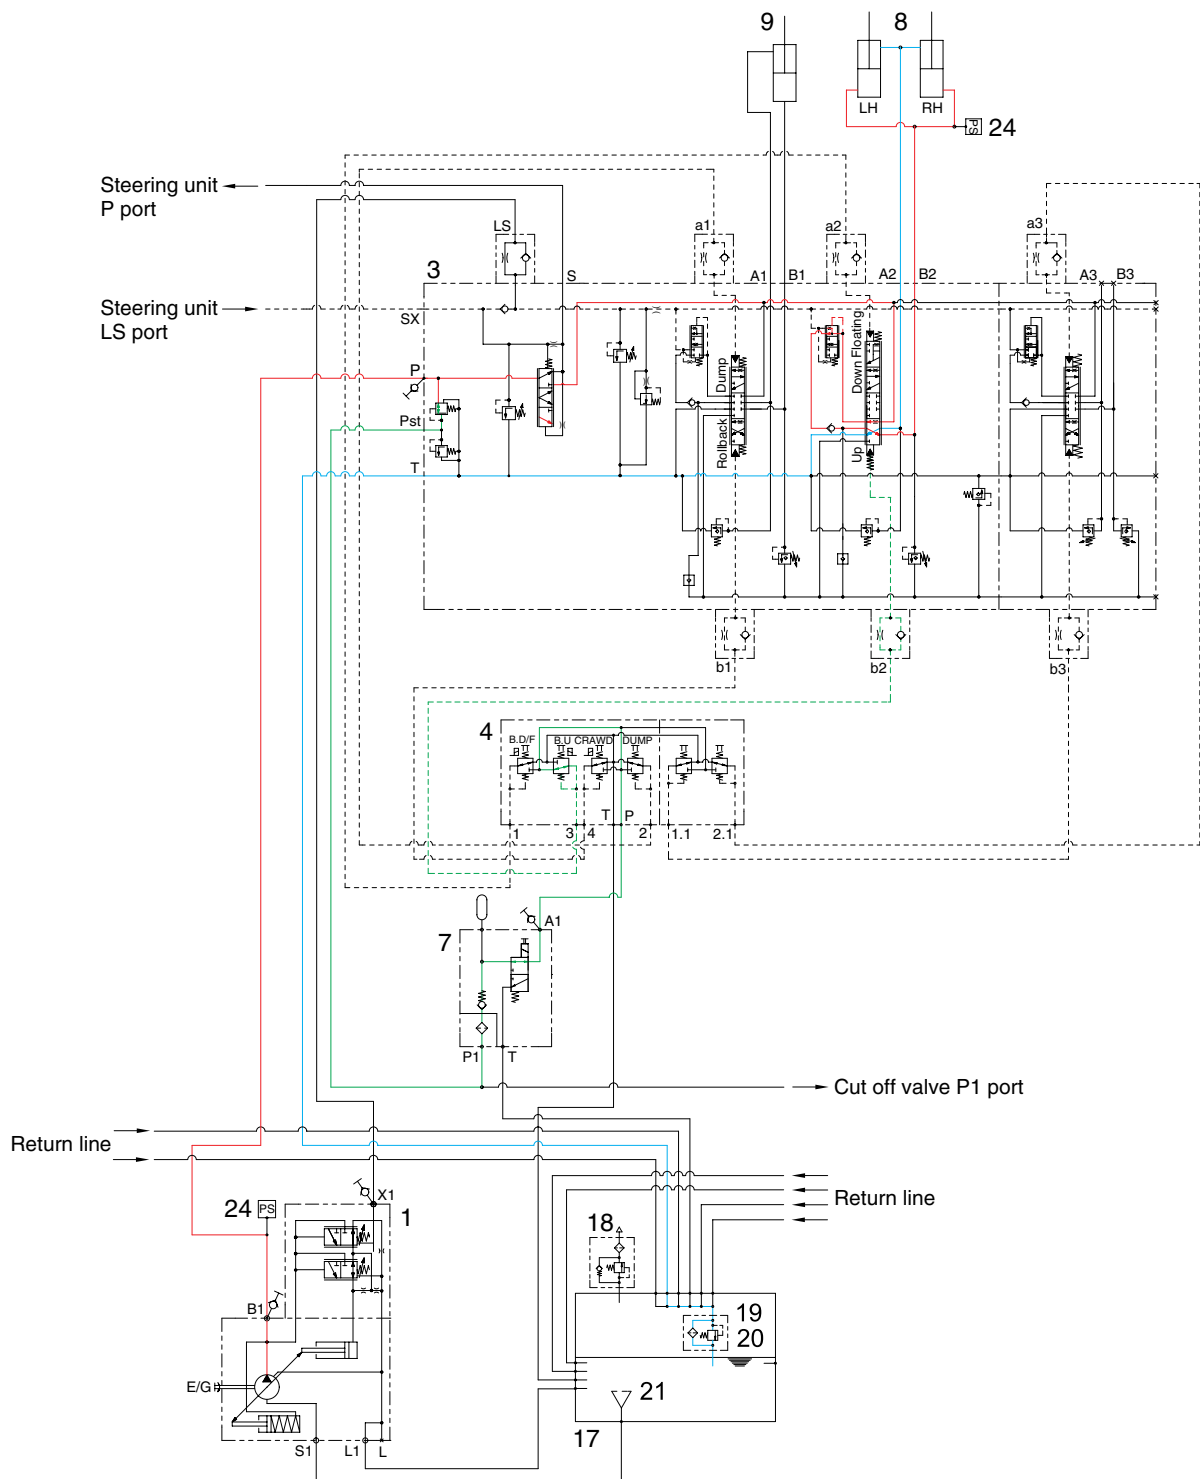 9
8
LH
RH
PS
24
Steering unit
P port
LS
a1
a2
a3
3
S
A1
B1
A2
B2
A3
B3
Steering unit
LS port
SX
P
Pst
T
Dump
Rollback
Down Floating
Up
b1
b2
b3
4
B.D/F
B.U
CRAWD
DUMP
T
P
1
3
4
2
1.1
2.1
A1
7
P1
T
Cut off valve P1 port
Return line
X1
24
PS
1
18
Return line
B1
19
20
E/G
21
S1
L1
L
17